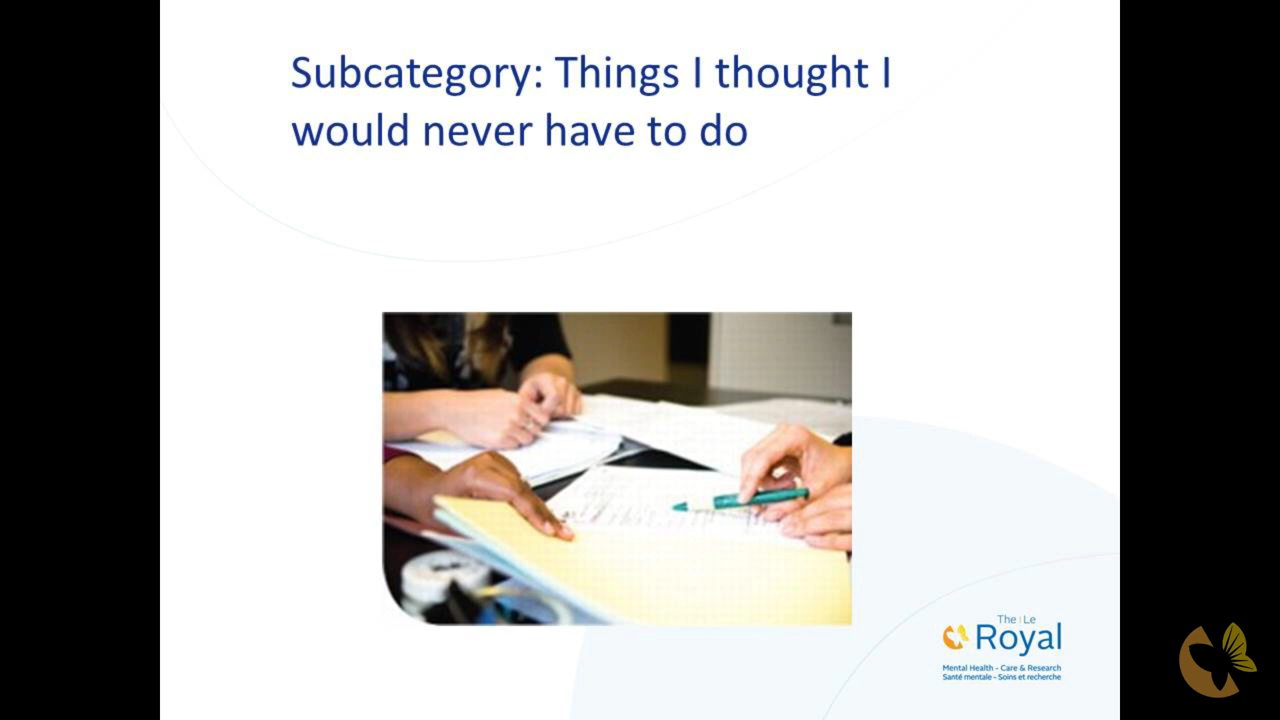 Subcategory: Things I thought I
would never have to do
The | Le
Royal
Mental Health - Care & Research
Santé mentale - Soins et recherche